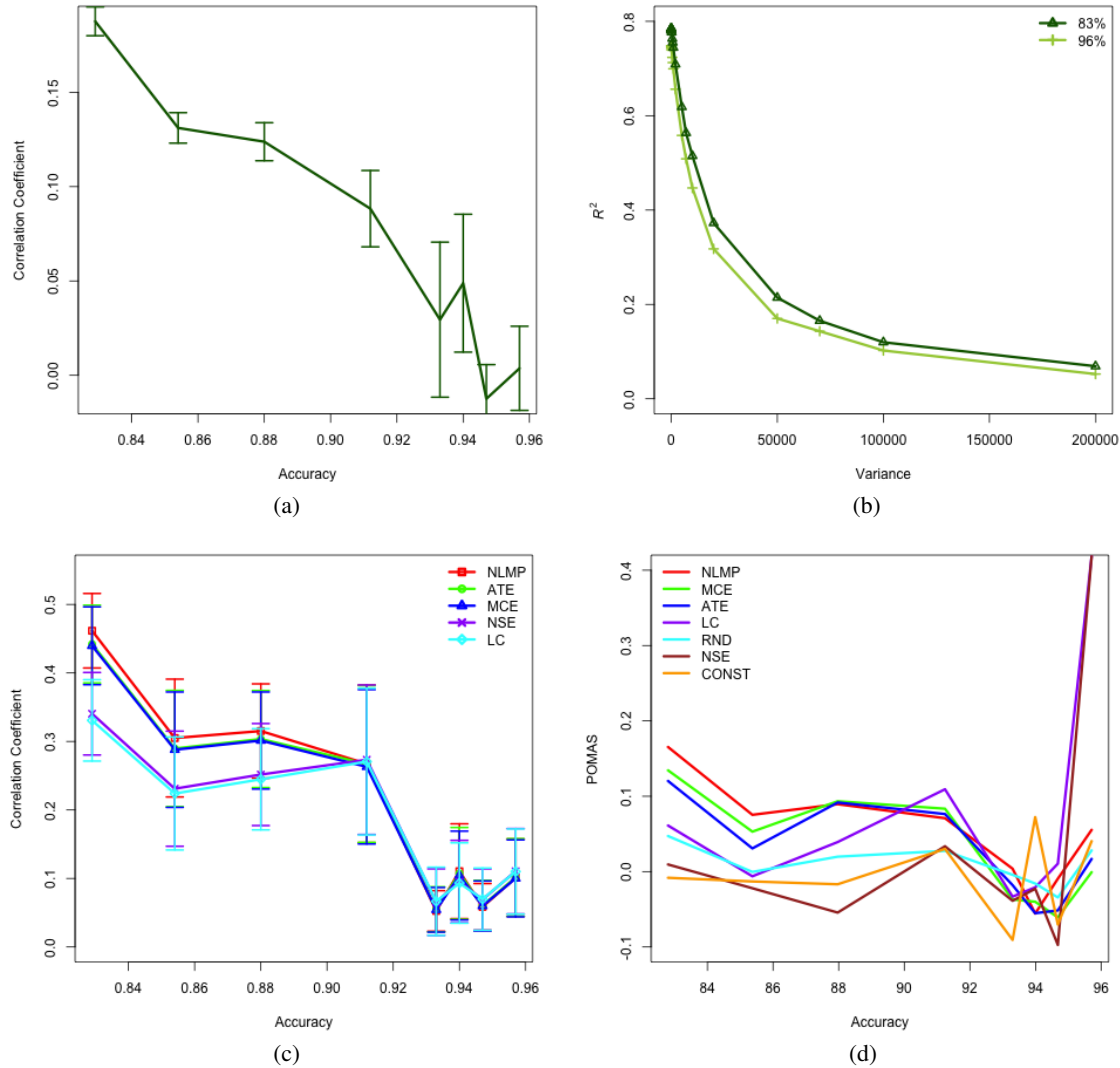 0.15
0.10
0.05
0.00
Correlation Coefficient
0.84 0.86 0.88 0.90 0.92 0.94 0.96
Accuracy
(a)
83%
96%
0.8
0.6
0.4
0.2
0.0
R²
0 50000 100000 150000 200000
Variance
(b)
NLMP
ATE
MCE
NSE
LC
0.5
0.4
0.3
0.2
0.1
0.0
Correlation Coefficient
0.84 0.86 0.88 0.90 0.92 0.94 0.96
Accuracy
(c)
NLMP
MCE
ATE
LC
RND
NSE
CONST
0.4
0.3
0.2
0.1
0.0
-0.1
POMAS
84 86 88 90 92 94 96
Accuracy
(d)